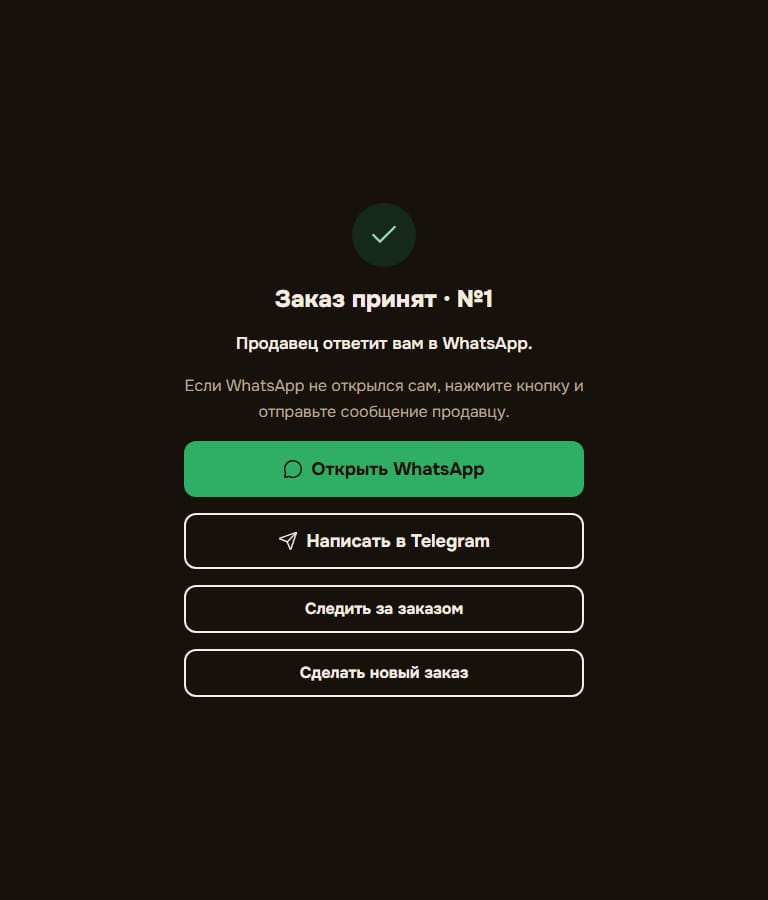 Заказ принят · №1
Продавец ответит вам в WhatsApp.
Если WhatsApp не открылся сам, нажмите кнопку и
отправьте сообщение продавцу.
Открыть WhatsApp
Написать в Telegram
Следить за заказом
Сделать новый заказ